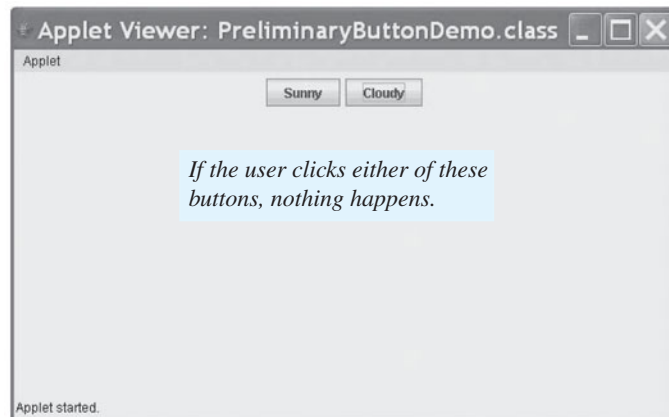 Applet Viewer: PreliminaryButtonDemo.class
Applet
Sunny Cloudy
If the user clicks either of these
buttons, nothing happens.
Applet started.